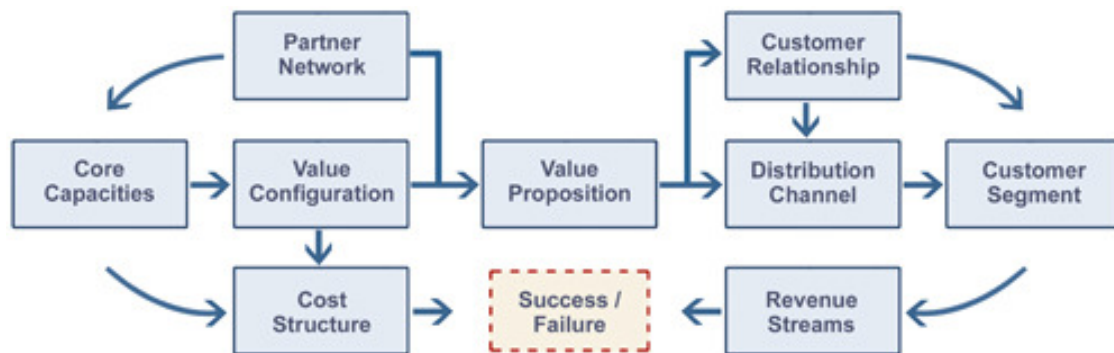 Partner
Network
Customer
Relationship
Core
Capacities
Value
Configuration
Value
Proposition
Distribution
Channel
Customer
Segment
Cost
Structure
Success /
Failure
Revenue
Streams